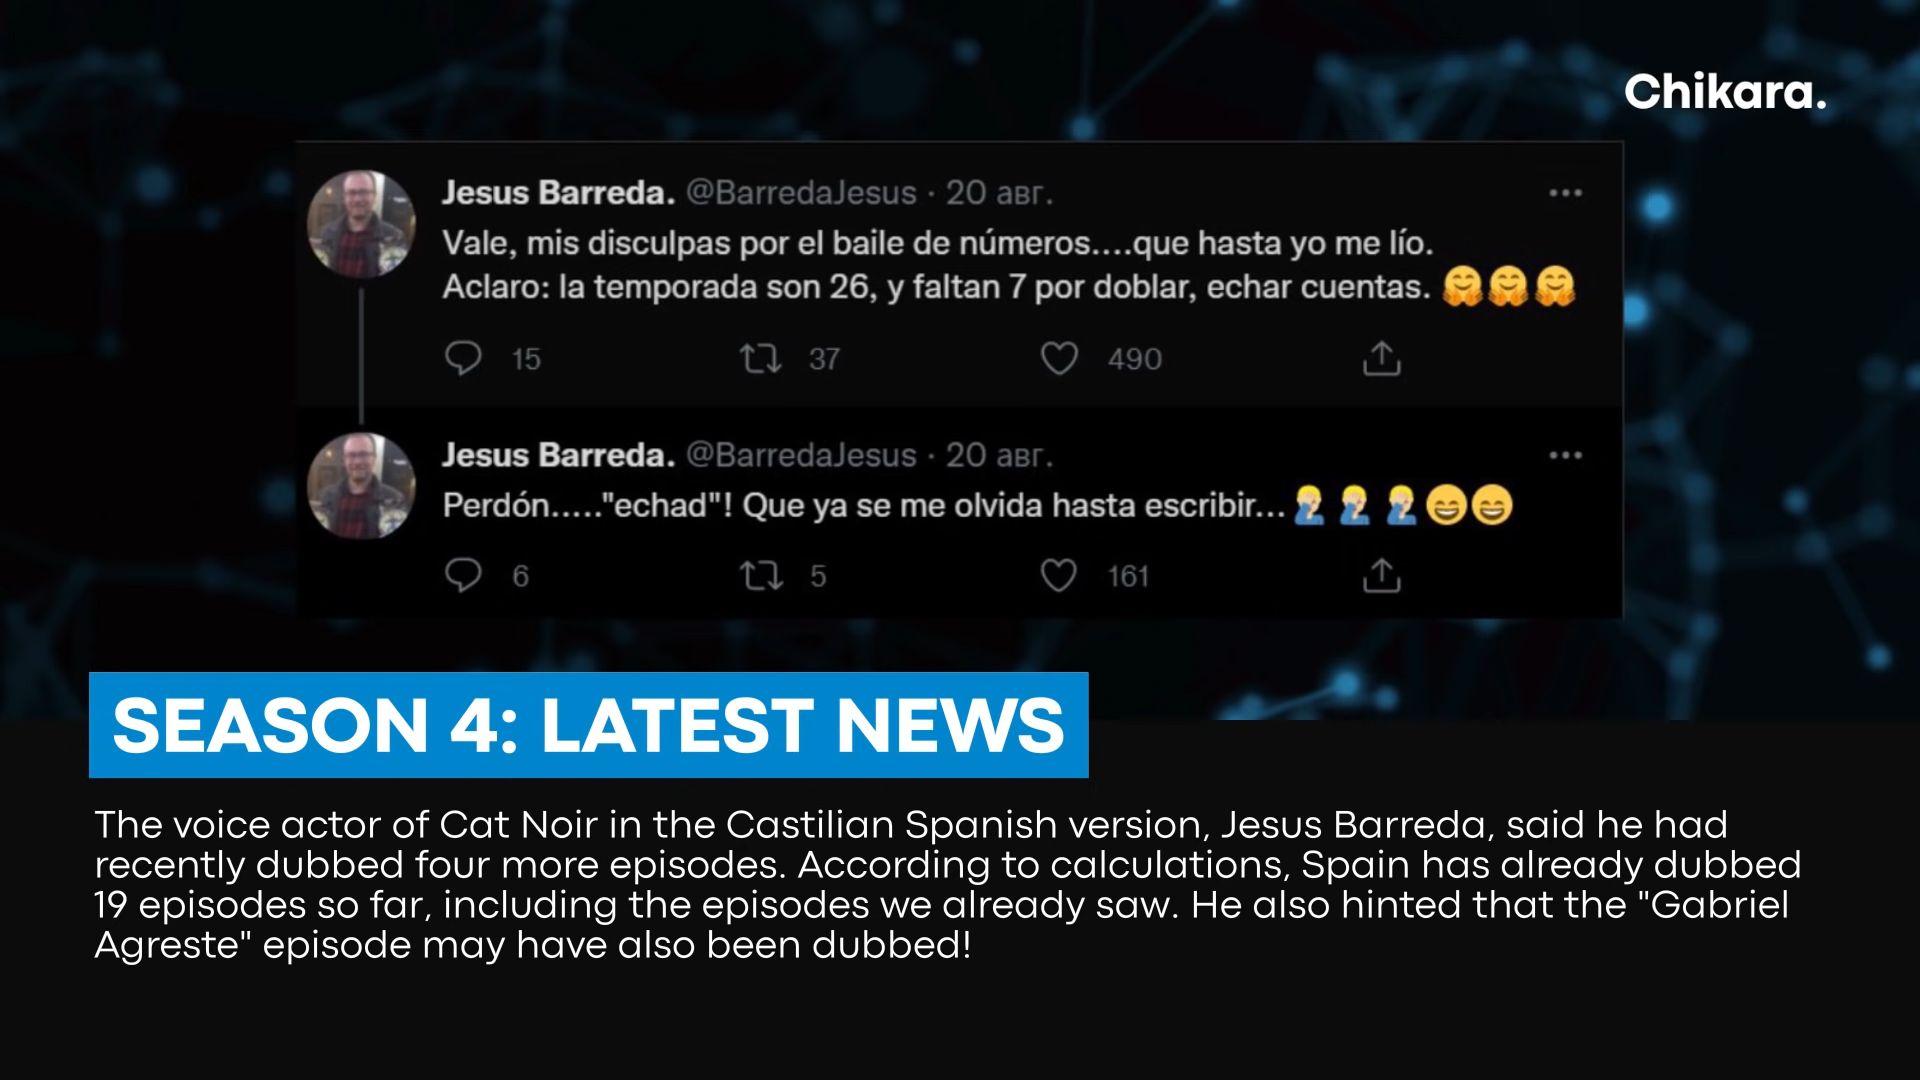 Chikara.
Jesus Barreda. @BarredaJesus · 20 авг.
Vale, mis disculpas por el baile de números....que hasta yo me lío.
Aclaro: la temporada son 26, y faltan 7 por doblar, echar cuentas. 🤗🤗🤗
15 37 490
Jesus Barreda. @BarredaJesus · 20 авг.
Perdón....."echad"! Que ya se me olvida hasta escribir...🤦🏼‍♂️🤦🏼‍♂️🤦🏼‍♂️😄😄
6 5 161
SEASON 4: LATEST NEWS
The voice actor of Cat Noir in the Castilian Spanish version, Jesus Barreda, said he had
recently dubbed four more episodes. According to calculations, Spain has already dubbed
19 episodes so far, including the episodes we already saw. He also hinted that the "Gabriel
Agreste" episode may have also been dubbed!